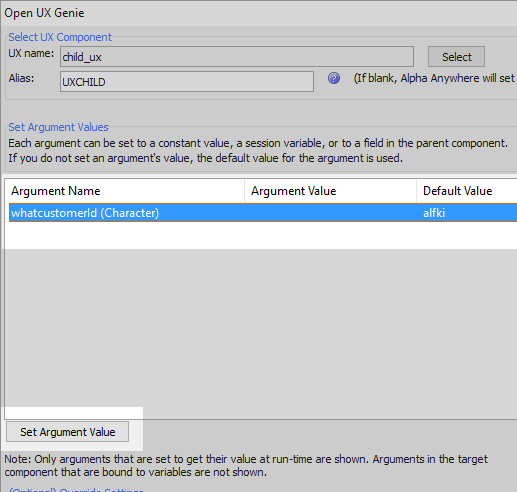 Open UX Genie
Select UX Component
UX name: child_ux Select
Alias: UXCHILD (If blank, Alpha Anywhere will set
Set Argument Values
Each argument can be set to a constant value, a session variable, or to a field in the parent component.
If you do not set an argument's value, the default value for the argument is used.
Argument Name Argument Value Default Value
whatcustomerId (Character) alfki
Set Argument Value
Note: Only arguments that are set to get their value at run-time are shown. Arguments in the target
component that are bound to variables are not shown.
(Optional) Override Settings